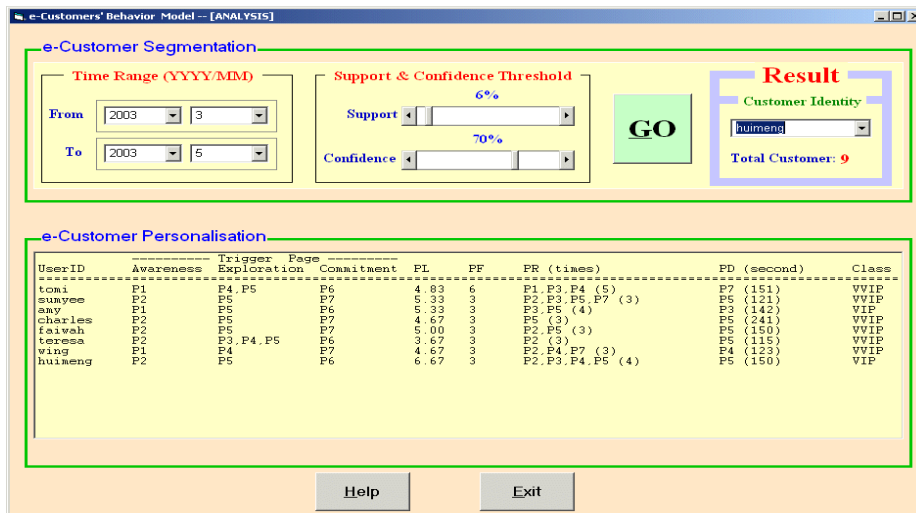 e-Customers' Behavior Model -- [ANALYSIS]
e-Customer Segmentation
Time Range (YYYY/MM)
From 2003 3
To 2003 5
Support & Confidence Threshold
6%
Support
70%
Confidence
GO
Result
Customer Identity
huimeng
Total Customer: 9
e-Customer Personalisation
---------- Trigger Page ---------
UserID Awareness Exploration Commitment PL PF PR (times) PD (second) Class
tomi P1 P4,P5 P6 4.83 6 P1,P3,P4 (5) P7 (151) VVIP
sumyee P2 P5 P7 5.33 3 P2,P3,P5,P7 (3) P5 (121) VVIP
amy P1 P5 P6 5.33 3 P3,P5 (4) P3 (142) VIP
charles P2 P5 P7 4.67 3 P5 (3) P5 (241) VVIP
faiwah P2 P5 P7 5.00 3 P2,P5 (3) P5 (150) VVIP
teresa P2 P3,P4,P5 P6 3.67 3 P2 (3) P5 (115) VVIP
wing P1 P4 P7 4.67 3 P2,P4,P7 (3) P4 (123) VVIP
huimeng P2 P5 P6 6.67 3 P2,P3,P4,P5 (4) P5 (150) VIP
Help Exit